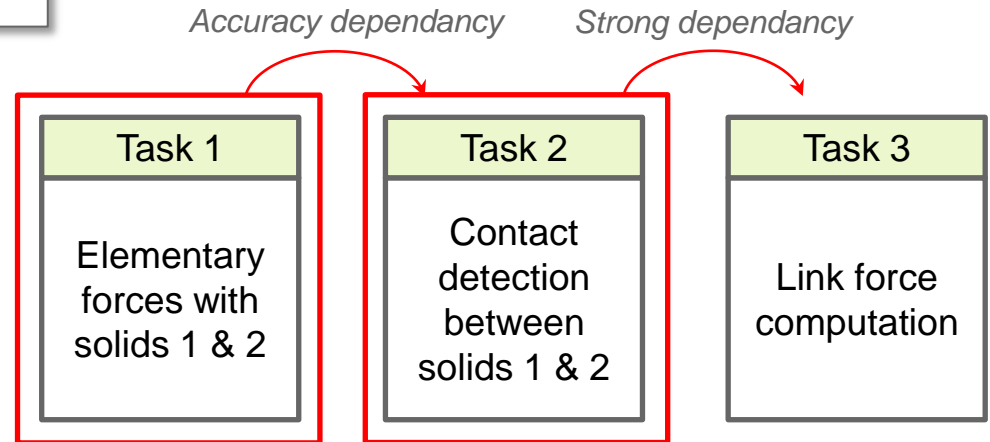 Accuracy dependancy
Strong dependancy
Task 1
Elementary
forces with
solids 1 & 2
Task 2
Contact
detection
between
solids 1 & 2
Task 3
Link force
computation